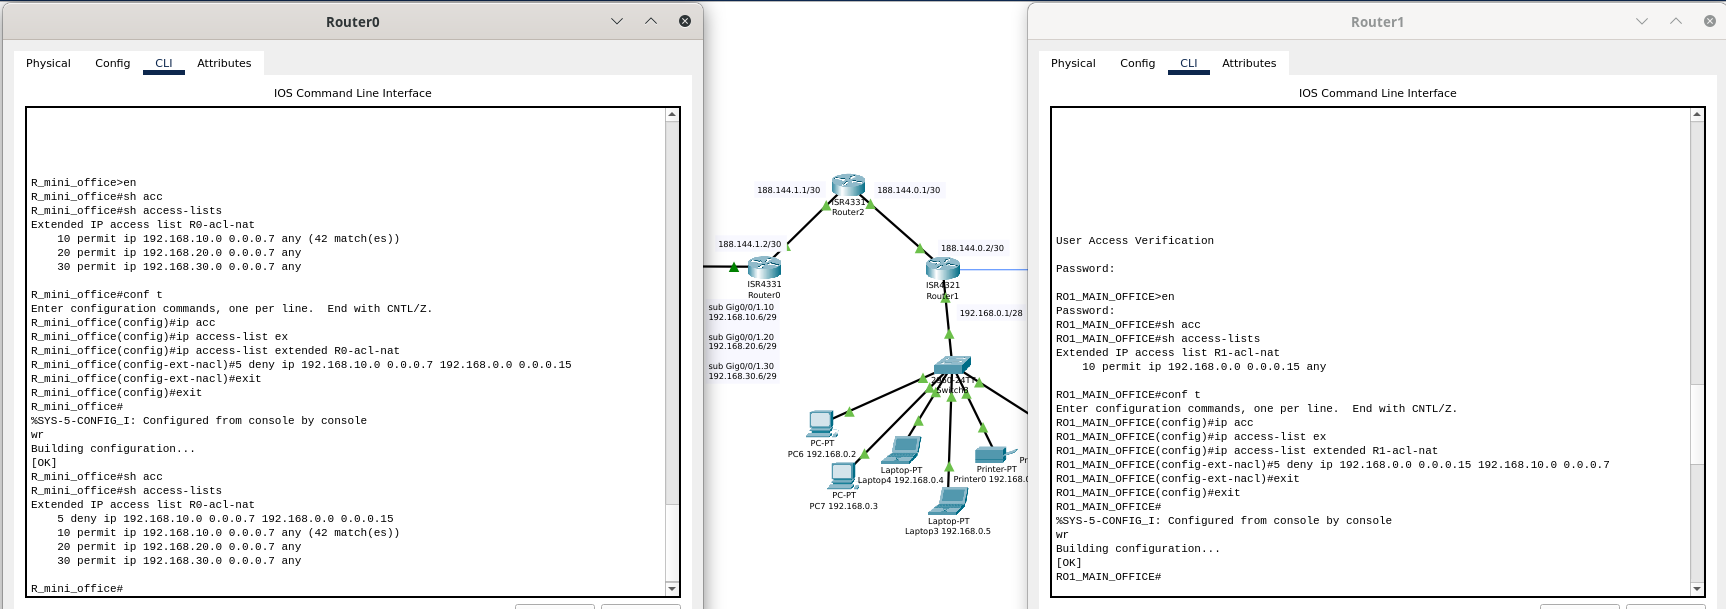 Router0
Physical Config CLI Attributes
IOS Command Line Interface
R_mini_office>en
R_mini_office#sh acc
R_mini_office#sh access-lists
Extended IP access list R0-acl-nat
    10 permit ip 192.168.10.0 0.0.0.7 any (42 match(es))
    20 permit ip 192.168.20.0 0.0.0.7 any
    30 permit ip 192.168.30.0 0.0.0.7 any
R_mini_office#conf t
Enter configuration commands, one per line.  End with CNTL/Z.
R_mini_office(config)#ip acc
R_mini_office(config)#ip access-list ex
R_mini_office(config)#ip access-list extended R0-acl-nat
R_mini_office(config-ext-nacl)#5 deny ip 192.168.10.0 0.0.0.7 192.168.0.0 0.0.0.15
R_mini_office(config-ext-nacl)#exit
R_mini_office(config)#exit
R_mini_office#
%SYS-5-CONFIG_I: Configured from console by console
wr
Building configuration...
[OK]
R_mini_office#sh acc
R_mini_office#sh access-lists
Extended IP access list R0-acl-nat
    5 deny ip 192.168.10.0 0.0.0.7 192.168.0.0 0.0.0.15
    10 permit ip 192.168.10.0 0.0.0.7 any (42 match(es))
    20 permit ip 192.168.20.0 0.0.0.7 any
    30 permit ip 192.168.30.0 0.0.0.7 any
R_mini_office#
188.144.1.1/30
188.144.0.1/30
ISR4331
Router2
188.144.1.2/30
188.144.0.2/30
ISR4331
Router0
ISR4321
Router1
sub Gig0/0/1.10
192.168.10.6/29
192.168.0.1/28
sub Gig0/0/1.20
192.168.20.6/29
sub Gig0/0/1.30
192.168.30.6/29
2960-24TT
Switch3
PC-PT
PC6 192.168.0.2
Laptop-PT
Laptop4 192.168.0.4
Printer-PT
Printer0 192.168.0
Pr
PC-PT
PC7 192.168.0.3
Laptop-PT
Laptop3 192.168.0.5
Router1
Physical Config CLI Attributes
IOS Command Line Interface
User Access Verification
Password:
RO1_MAIN_OFFICE>en
Password:
RO1_MAIN_OFFICE#sh acc
RO1_MAIN_OFFICE#sh access-lists
Extended IP access list R1-acl-nat
    10 permit ip 192.168.0.0 0.0.0.15 any
RO1_MAIN_OFFICE#conf t
Enter configuration commands, one per line.  End with CNTL/Z.
RO1_MAIN_OFFICE(config)#ip acc
RO1_MAIN_OFFICE(config)#ip access-list ex
RO1_MAIN_OFFICE(config)#ip access-list extended R1-acl-nat
RO1_MAIN_OFFICE(config-ext-nacl)#5 deny ip 192.168.0.0 0.0.0.15 192.168.10.0 0.0.0.7
RO1_MAIN_OFFICE(config-ext-nacl)#exit
RO1_MAIN_OFFICE(config)#exit
RO1_MAIN_OFFICE#
%SYS-5-CONFIG_I: Configured from console by console
wr
Building configuration...
[OK]
RO1_MAIN_OFFICE#